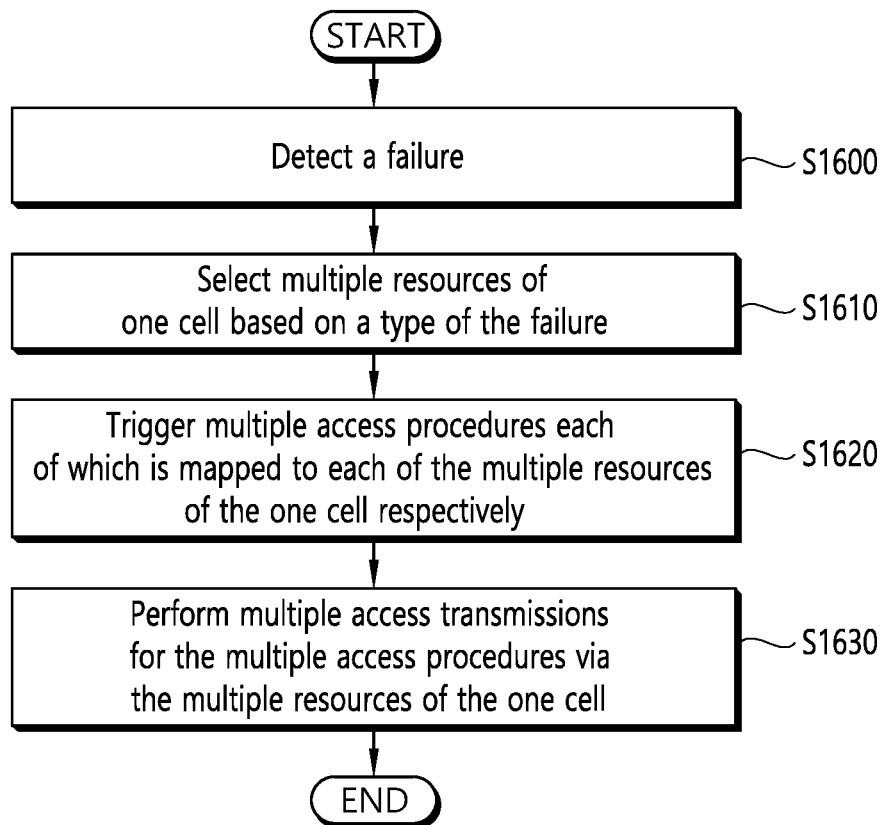 START
Detect a failure
S1600
Select multiple resources of
one cell based on a type of the failure
S1610
Trigger multiple access procedures each
of which is mapped to each of the multiple resources
of the one cell respectively
S1620
Perform multiple access transmissions
for the multiple access procedures via
the multiple resources of the one cell
S1630
END